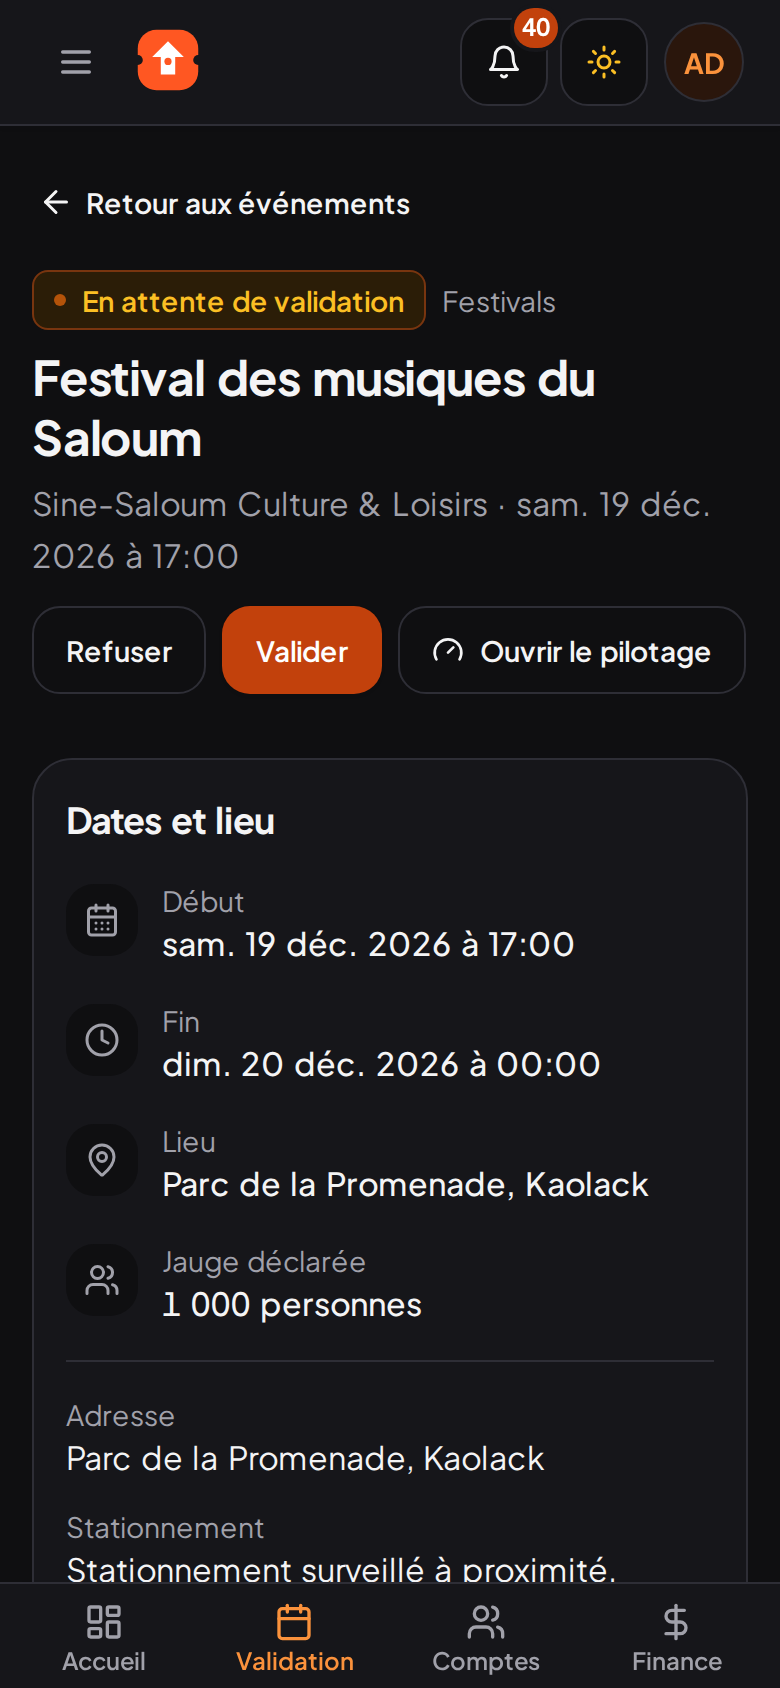 40
AD
Retour aux événements
En attente de validation Festivals
Festival des musiques du
Saloum
Sine-Saloum Culture & Loisirs · sam. 19 déc.
2026 à 17:00
Refuser Valider Ouvrir le pilotage
Dates et lieu
Début
sam. 19 déc. 2026 à 17:00
Fin
dim. 20 déc. 2026 à 00:00
Lieu
Parc de la Promenade, Kaolack
Jauge déclarée
1 000 personnes
Adresse
Parc de la Promenade, Kaolack
Stationnement
Stationnement surveillé à proximité.
Accueil Validation Comptes Finance